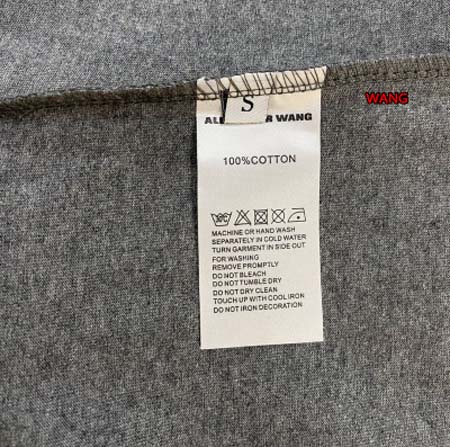 S
WANG
R WANG
100%COTTON
MACHINE OR HAND WASH
SEPARATELY IN COLD WATER
TURN GARMENT IN SIDE OUT
FOR WASHING
REMOVE PROMPTLY
DO NOT BLEACH
DO NOT TUMBLE DRY
DO NOT DRY CLEAN
TOUCH UP WITH COOL IRON
DO NOT IRON DECORATION